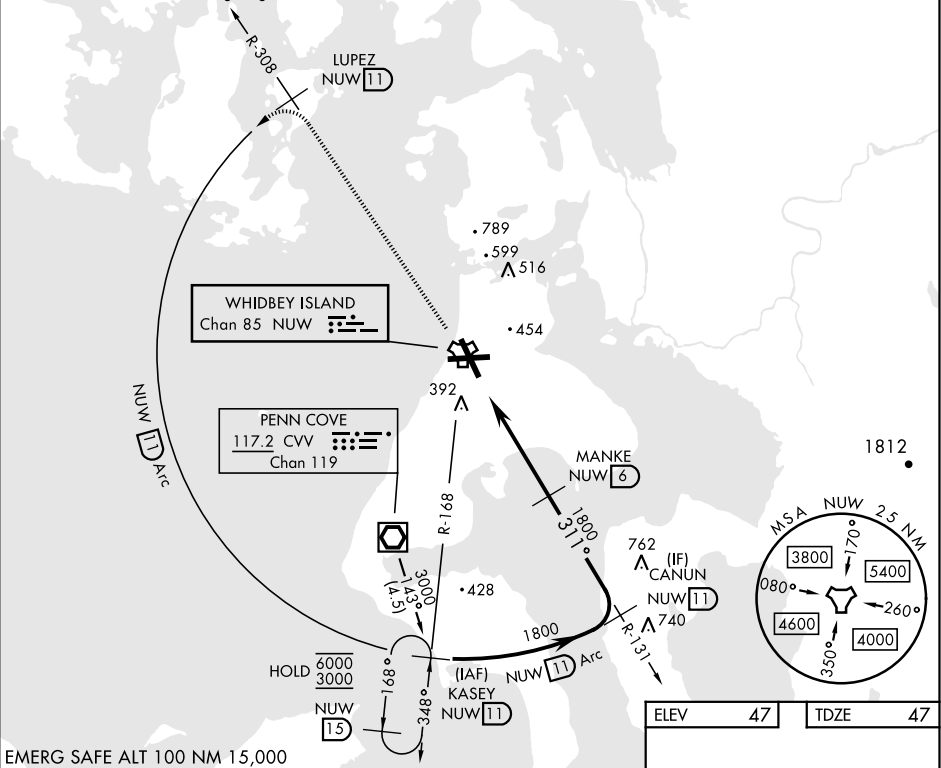 R-308
LUPEZ
NUW 11
789
599
516
WHIDBEY ISLAND
Chan 85 NUW
454
392
NUW 11 Arc
PENN COVE
117.2 CVV
Chan 119
R-168
MANKE
NUW 6
1812
1800
311°
MSA NUW 25 NM
170°
3800
5400
080°
260°
4600
4000
350°
762
(IF)
CANUN
NUW 11
740
R-131
3000
143°
(4.5)
428
1800
NUW 11 Arc
HOLD 6000
3000
168°
348°
(IAF)
KASEY
NUW 11
NUW
15
ELEV 47
TDZE 47
EMERG SAFE ALT 100 NM 15,000